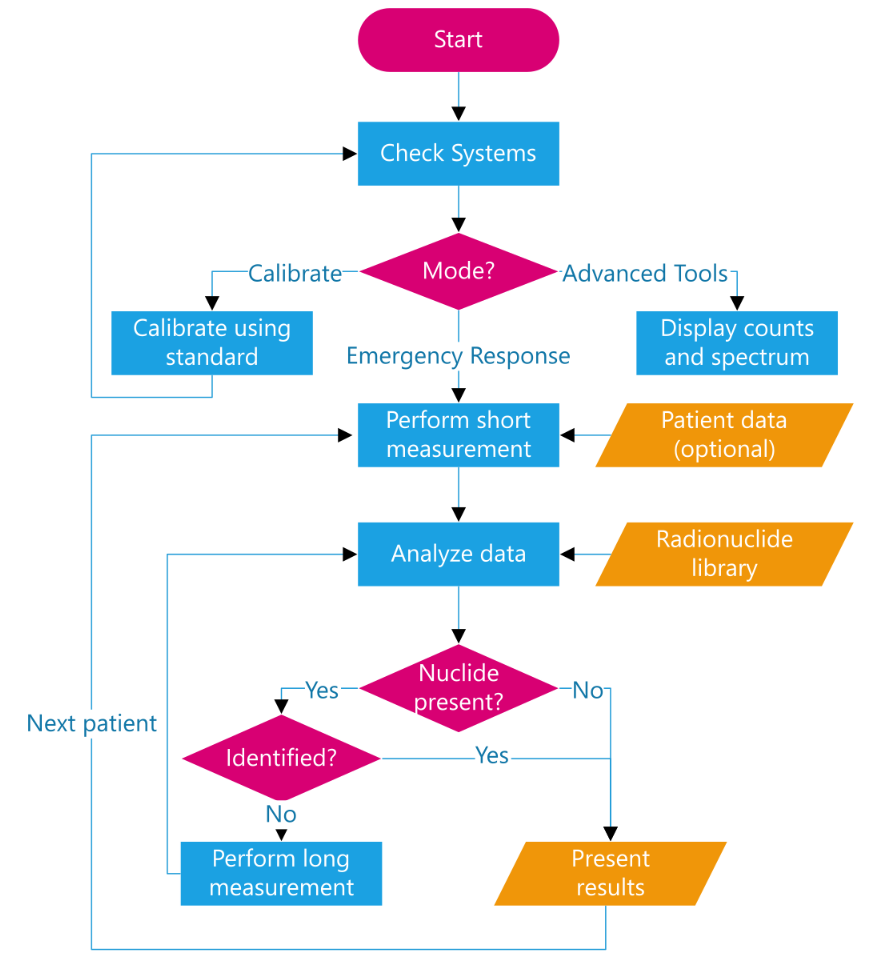 Start
Check Systems
Mode?
Calibrate
Advanced Tools
Calibrate using
standard
Display counts
and spectrum
Emergency Response
Perform short
measurement
Patient data
(optional)
Analyze data
Radionuclide
library
Nuclide
present?
Yes
No
Next patient
Identified?
Yes
No
Perform long
measurement
Present
results